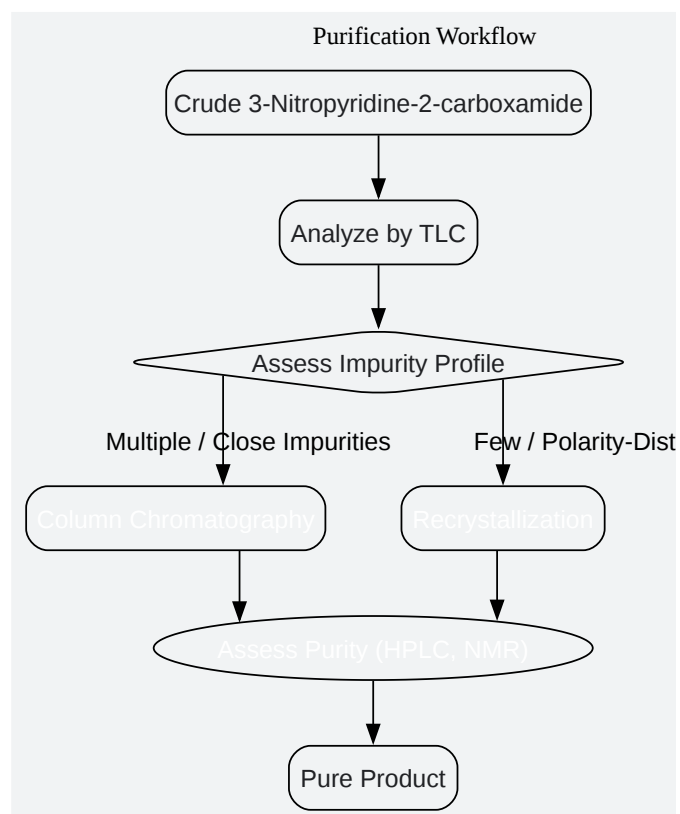 Purification Workflow
Crude 3-Nitropyridine-2-carboxamide
Analyze by TLC
Assess Impurity Profile
Multiple / Close Impurities
Few / Polarity-Dist
Column Chromatography
Recrystallization
Assess Purity (HPLC, NMR)
Pure Product